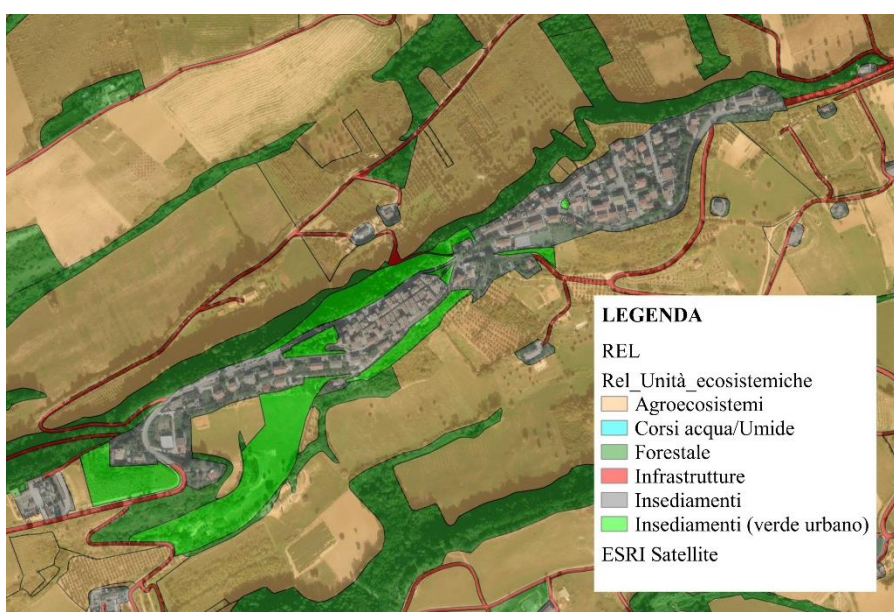 LEGENDA
REL
Rel_Unità_ecosistemiche
Agroecosistemi
Corsi acqua/Umide
Forestale
Infrastrutture
Insediamenti
Insediamenti (verde urbano)
ESRI Satellite